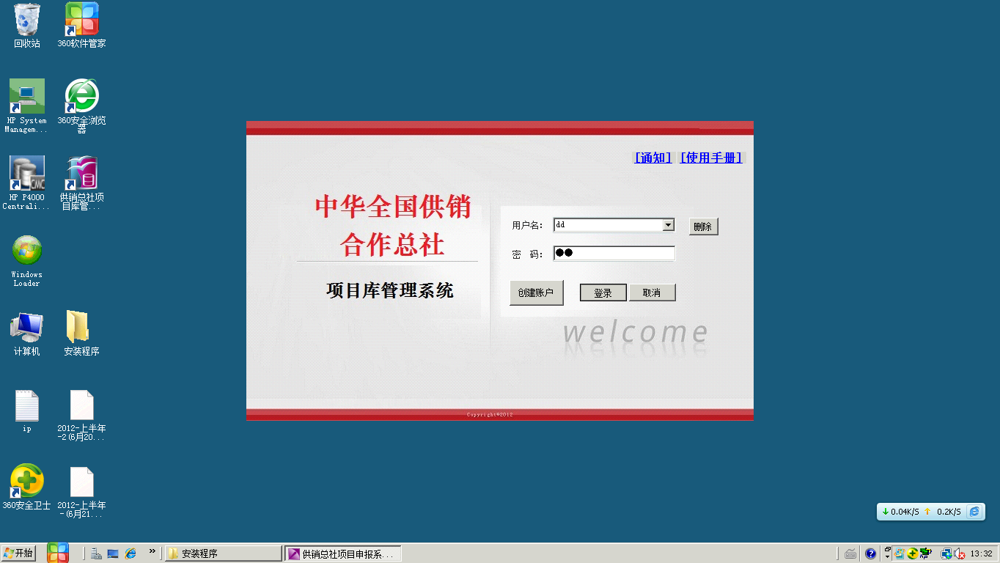 回收站
360软件管家
HP System
Managem...
360安全浏览
器
HP P4000
Centrali...
供销总社项
目库管...
Windows
Loader
计算机
安装程序
ip
2012-上半年
-2(6月20...
360安全卫士
2012-上半年
-(6月21...
[通知] [使用手册]
中华全国供销
合作总社
项目库管理系统
用户名： dd 删除
密 码：
创建账户 登录 取消
welcome
Copyright©2012
0.04K/S 0.2K/S
开始 安装程序 供销总社项目申报系... 13:32